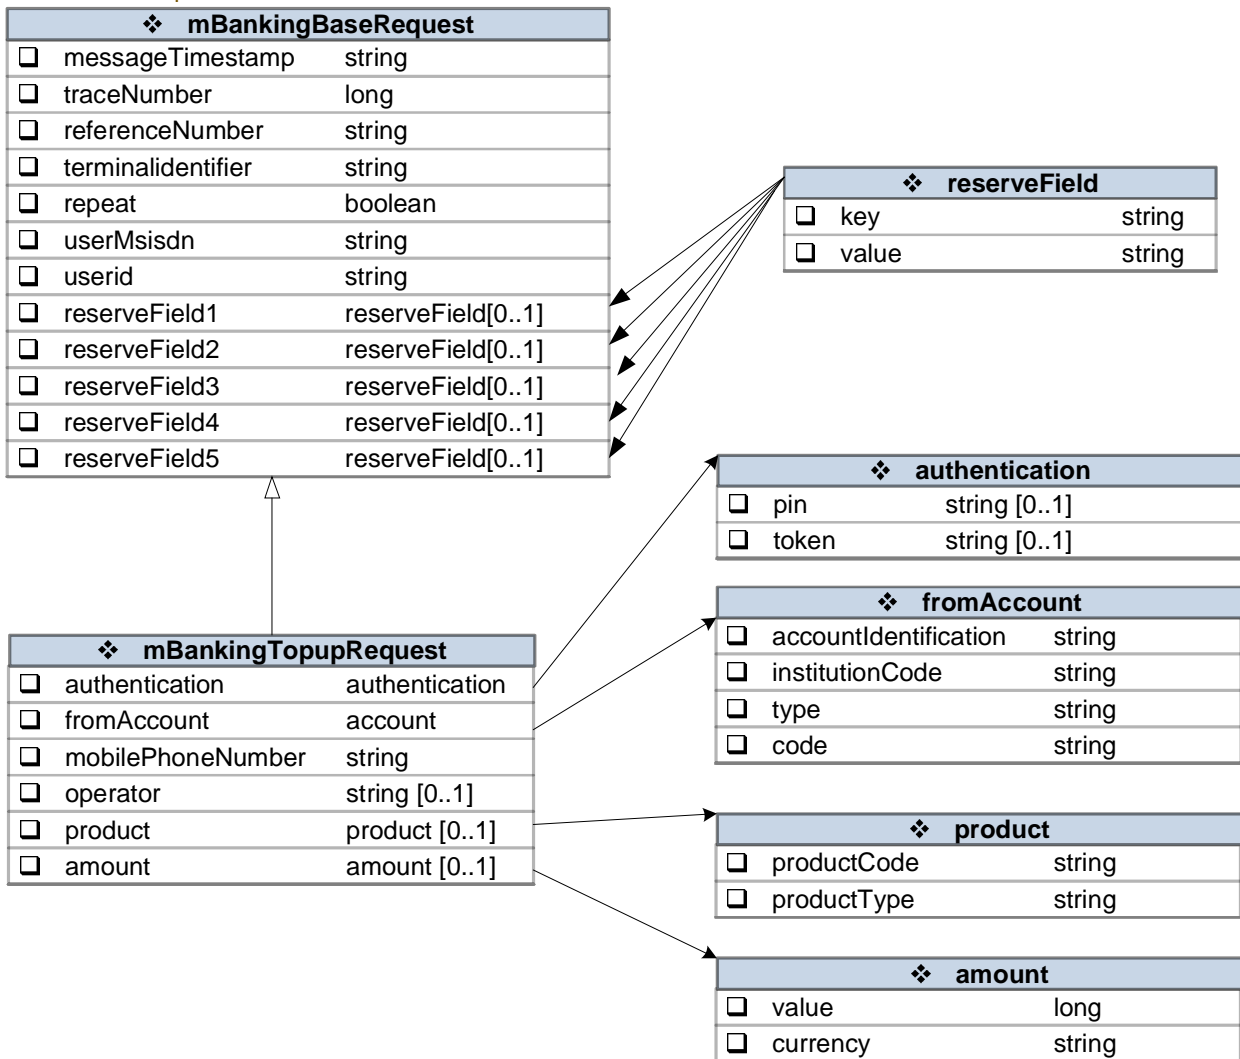 mBankingBaseRequest
messageTimestamp string
traceNumber long
referenceNumber string
terminalidentifier string
repeat boolean
userMsisdn string
userid string
reserveField1 reserveField[0..1]
reserveField2 reserveField[0..1]
reserveField3 reserveField[0..1]
reserveField4 reserveField[0..1]
reserveField5 reserveField[0..1]
reserveField
key string
value string
mBankingTopupRequest
authentication authentication
fromAccount account
mobilePhoneNumber string
operator string [0..1]
product product [0..1]
amount amount [0..1]
authentication
pin string [0..1]
token string [0..1]
fromAccount
accountIdentification string
institutionCode string
type string
code string
product
productCode string
productType string
amount
value long
currency string